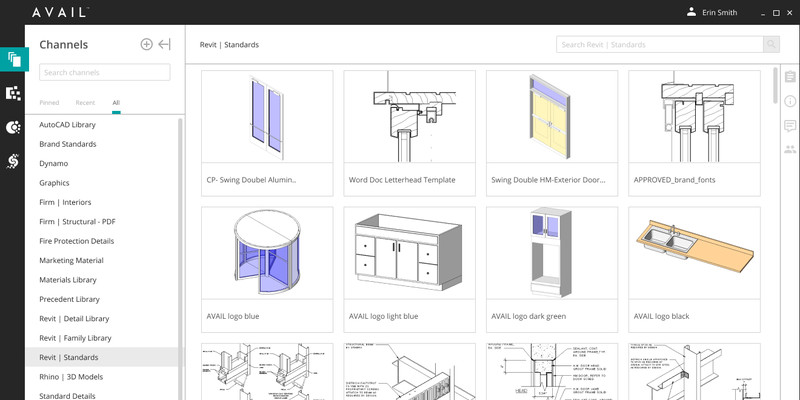 AVAIL
Erin Smith
Channels
Search channels
Pinned Recent All
AutoCAD Library
Brand Standards
Dynamo
Graphics
Firm | Interiors
Firm | Structural - PDF
Fire Protection Details
Marketing Material
Materials Library
Precedent Library
Revit | Detail Library
Revit | Family Library
Revit | Standards
Rhino | 3D Models
Standard Details
Revit | Standards
Search Revit | Standards
CP- Swing Doubel Alumin..
Word Doc Letterhead Template
Swing Double HM-Exterior Door...
APPROVED_brand_fonts
AVAIL logo blue
AVAIL logo light blue
AVAIL logo dark green
AVAIL logo black
HEAD